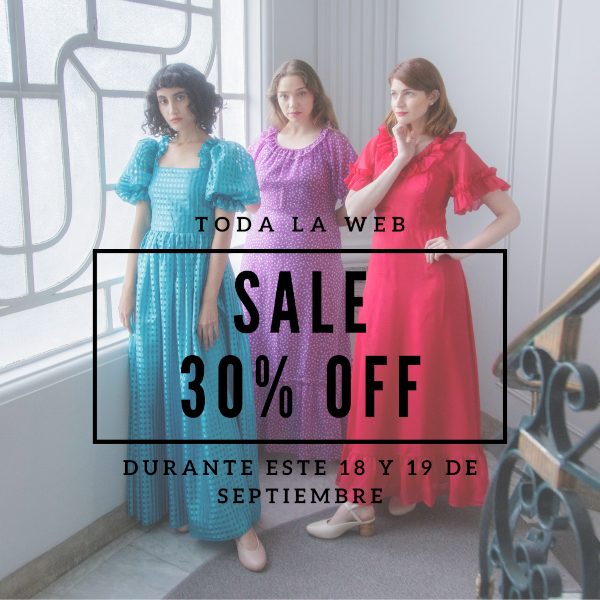 TODA LA WEB
SALE
30% OFF
DURANTE ESTE 18 Y 19 DE
SEPTIEMBRE